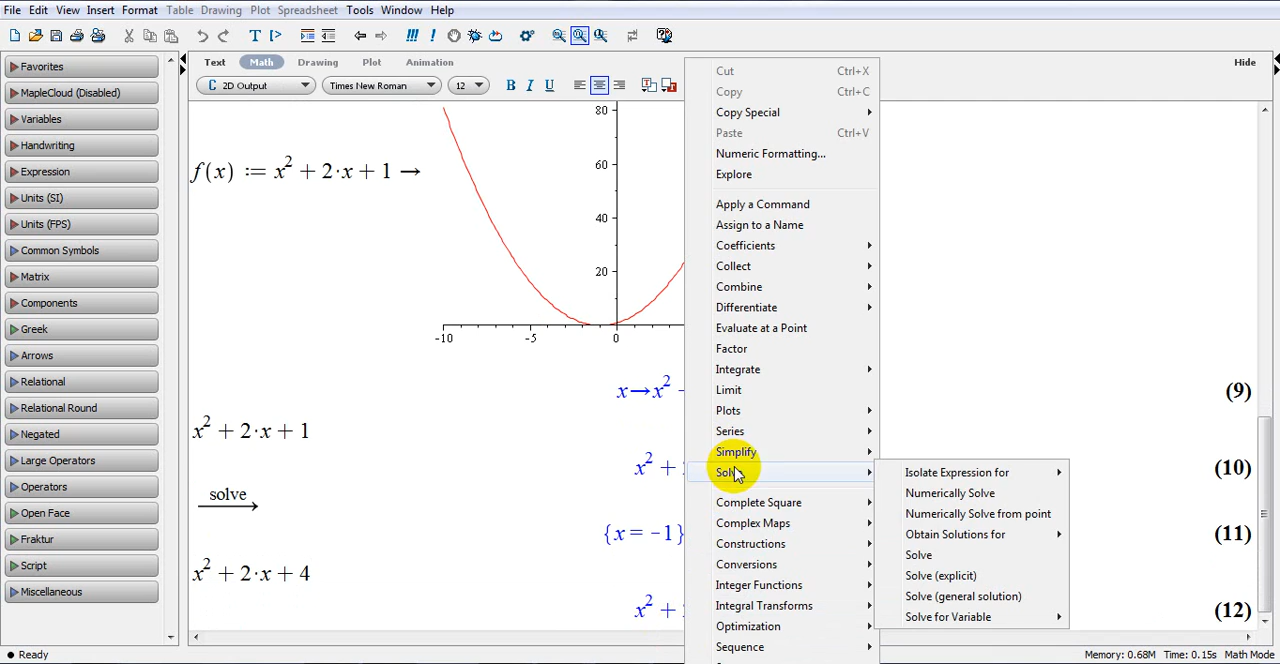 File Edit View Insert Format Table Drawing Plot Spreadsheet Tools Window Help
Text Math Drawing Plot Animation Hide
C 2D Output Times New Roman 12 B I U
Favorites
MapleCloud (Disabled)
Variables
Handwriting
Expression
Units (SI)
Units (FPS)
Common Symbols
Matrix
Components
Greek
Arrows
Relational
Relational Round
Negated
Large Operators
Operators
Open Face
Fraktur
Script
Miscellaneous
f(x) := x² + 2·x + 1 →
80
60
40
20
-10 -5 0
x→x² (9)
x² + 2·x + 1
x² + (10)
solve
{x = −1} (11)
x² + 2·x + 4
x² + (12)
Cut Ctrl+X
Copy Ctrl+C
Copy Special
Paste Ctrl+V
Numeric Formatting...
Explore
Apply a Command
Assign to a Name
Coefficients
Collect
Combine
Differentiate
Evaluate at a Point
Factor
Integrate
Limit
Plots
Series
Simplify
Solve
Complete Square
Complex Maps
Constructions
Conversions
Integer Functions
Integral Transforms
Optimization
Sequence
Isolate Expression for
Numerically Solve
Numerically Solve from point
Obtain Solutions for
Solve
Solve (explicit)
Solve (general solution)
Solve for Variable
Ready Memory: 0.68M Time: 0.15s Math Mode